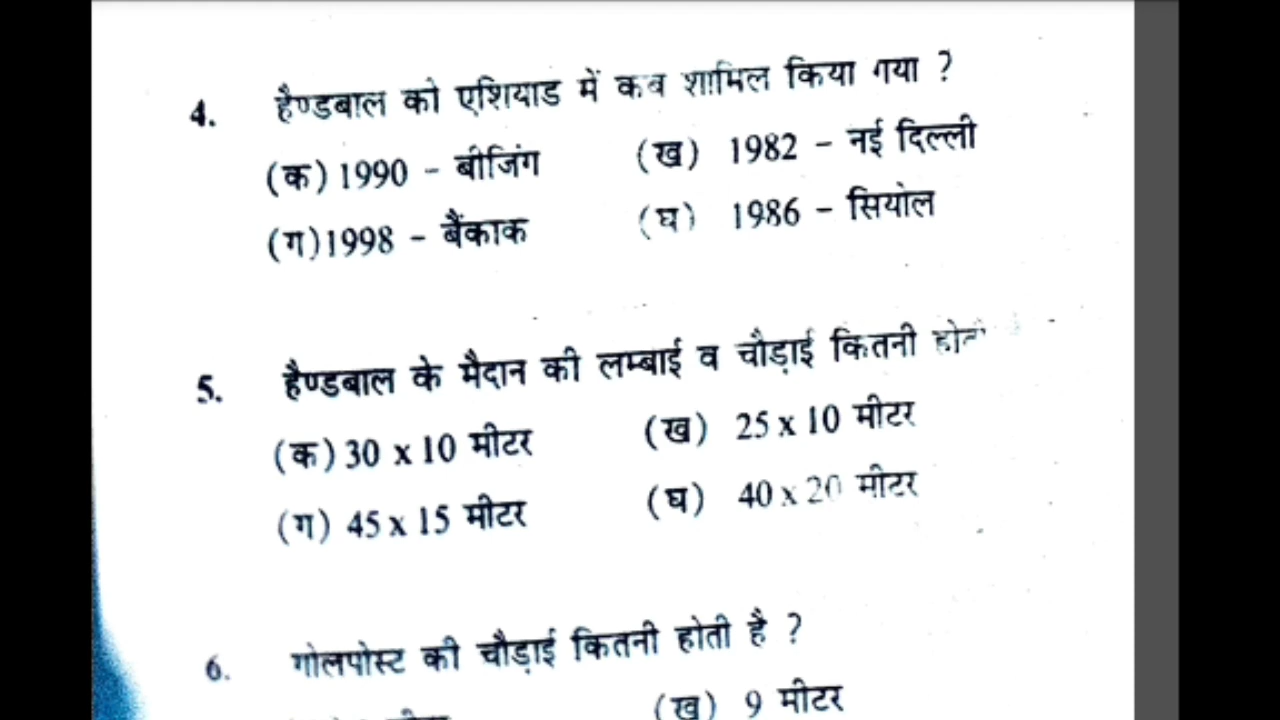 4. हैण्डबाल को एशियाड में कब शामिल किया गया ?
(क) 1990 - बीजिंग (ख) 1982 - नई दिल्ली
(ग) 1998 - बैंकाक (घ) 1986 - सियोल
5. हैण्डबाल के मैदान की लम्बाई व चौड़ाई कितनी होती
(क) 30 x 10 मीटर (ख) 25 x 10 मीटर
(ग) 45 x 15 मीटर (घ) 40 x 20 मीटर
6. गोलपोस्ट की चौड़ाई कितनी होती है ?
(ख) 9 मीटर